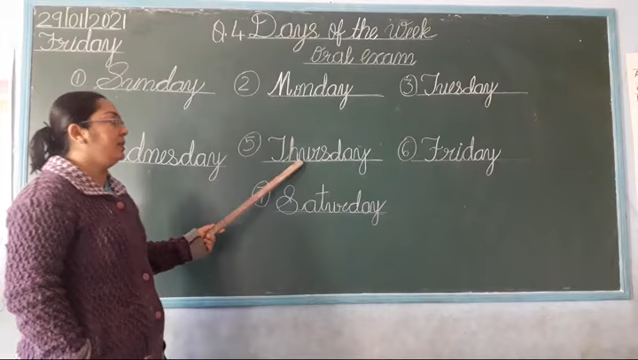 29/01/2021
Friday
Q.4 Days of the Week
Oral exam
① Sunday ② Monday ③ Tuesday
dnesday ⑤ Thursday ⑥ Friday
⑦ Saturday